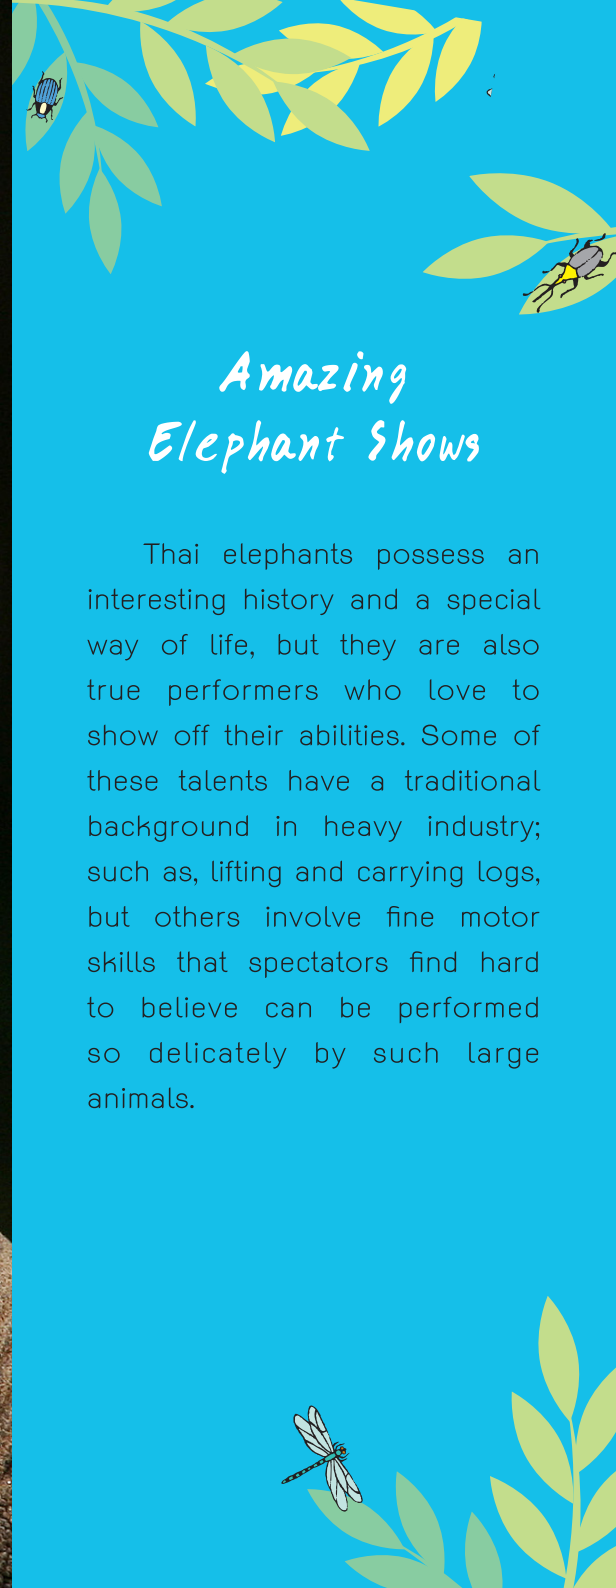 Amazing
Elephant Shows
Thai elephants possess an
interesting history and a special
way of life, but they are also
true performers who love to
show off their abilities. Some of
these talents have a traditional
background in heavy industry;
such as, lifting and carrying logs,
but others involve fine motor
skills that spectators find hard
to believe can be performed
so delicately by such large
animals.